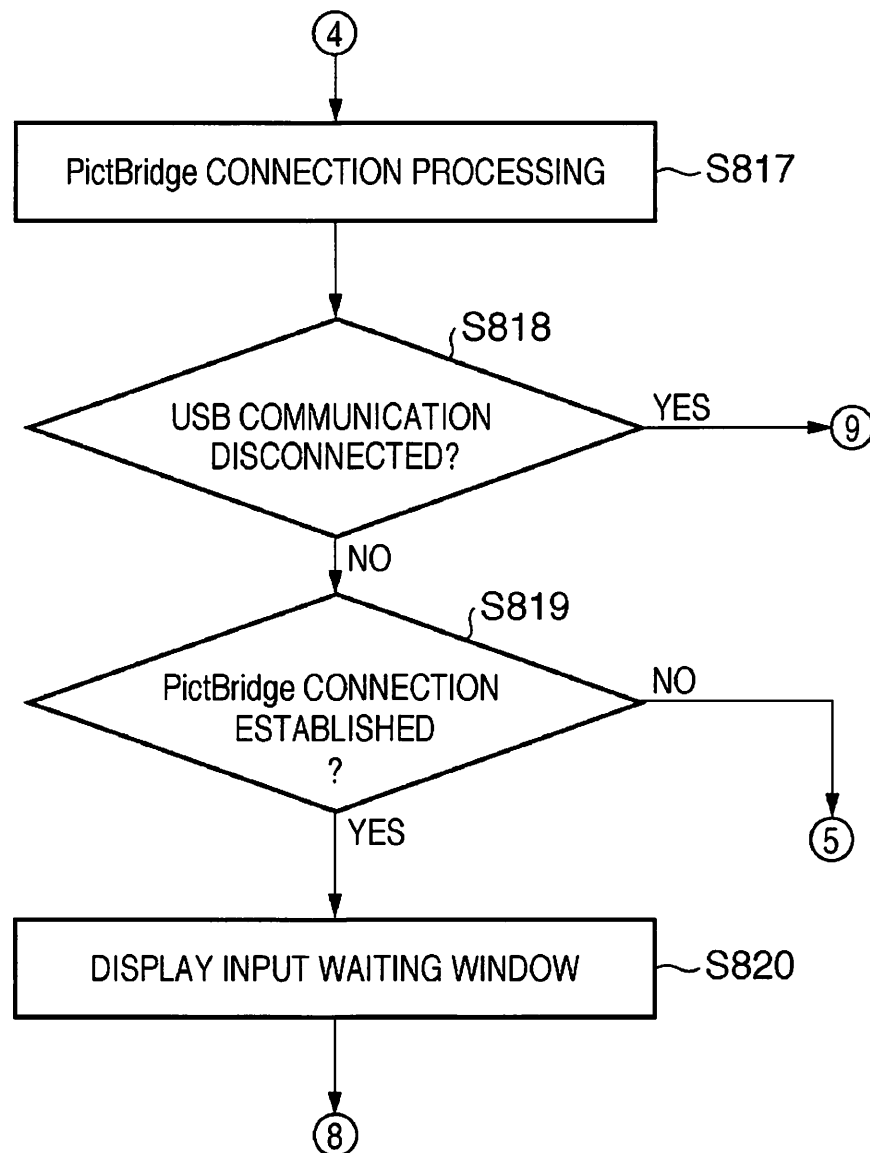 4
PictBridge CONNECTION PROCESSING
S817
S818
USB COMMUNICATION
DISCONNECTED?
YES
9
NO
S819
PictBridge CONNECTION
ESTABLISHED
?
NO
YES
5
DISPLAY INPUT WAITING WINDOW
S820
8